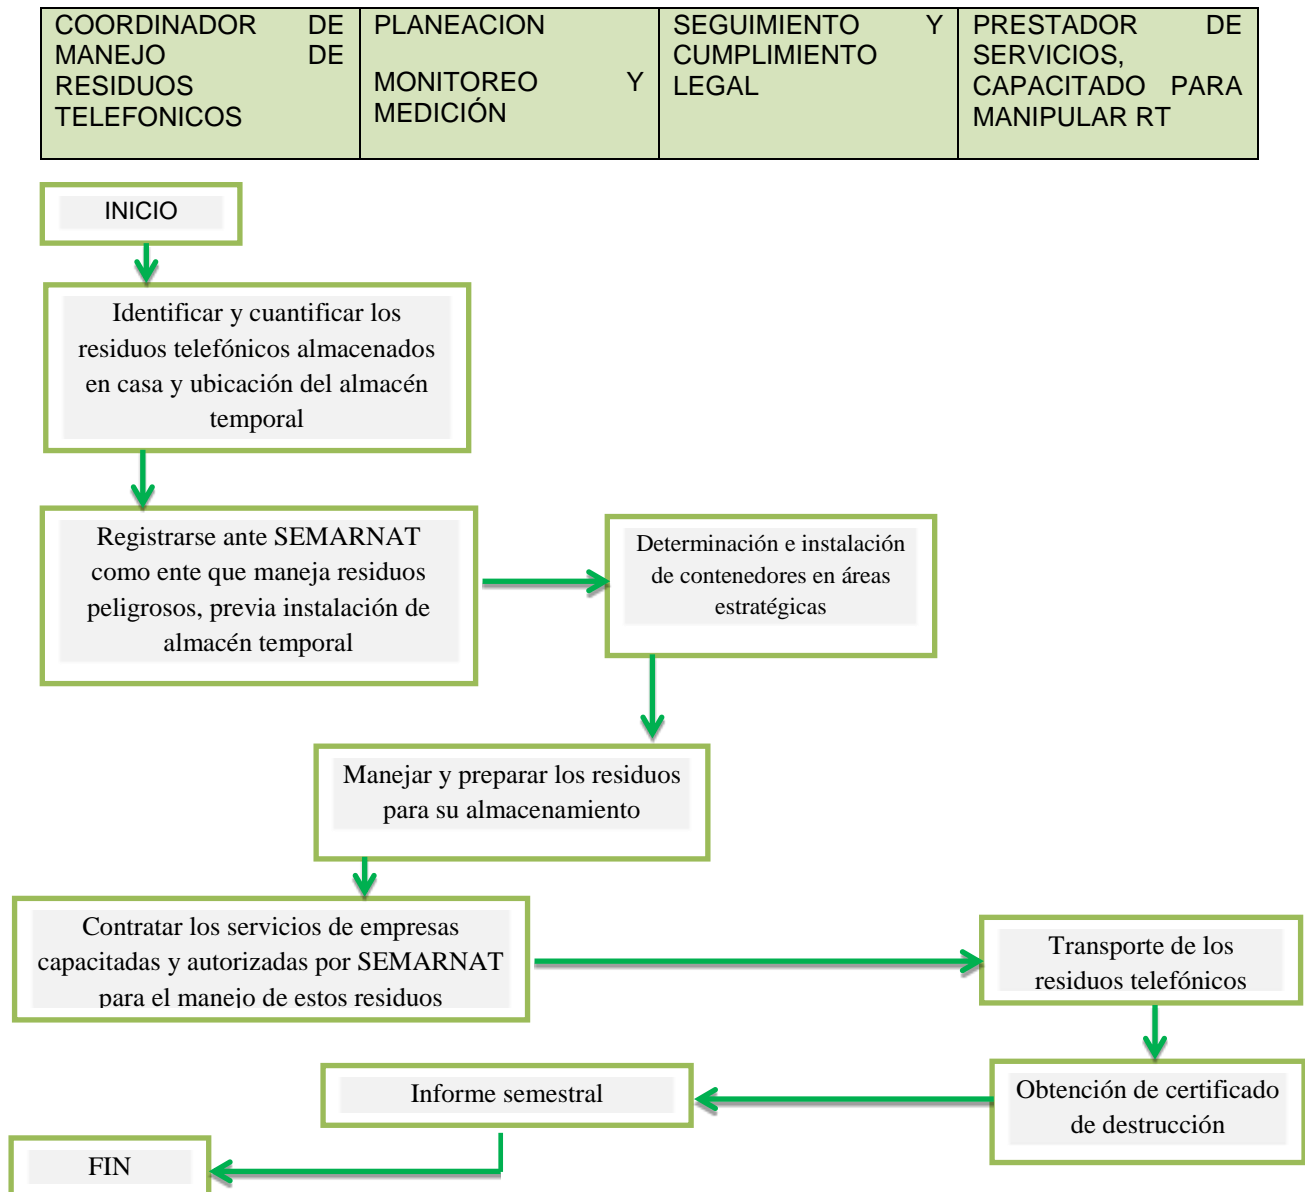 COORDINADOR DE
MANEJO DE
RESIDUOS
TELEFONICOS
PLANEACION
MONITOREO Y
MEDICIÓN
SEGUIMIENTO Y
CUMPLIMIENTO
LEGAL
PRESTADOR DE
SERVICIOS,
CAPACITADO PARA
MANIPULAR RT
INICIO
Identificar y cuantificar los
residuos telefónicos almacenados
en casa y ubicación del almacén
temporal
Registrarse ante SEMARNAT
como ente que maneja residuos
peligrosos, previa instalación de
almacén temporal
Determinación e instalación
de contenedores en áreas
estratégicas
Manejar y preparar los residuos
para su almacenamiento
Contratar los servicios de empresas
capacitadas y autorizadas por SEMARNAT
para el manejo de estos residuos
Transporte de los
residuos telefónicos
Obtención de certificado
de destrucción
Informe semestral
FIN